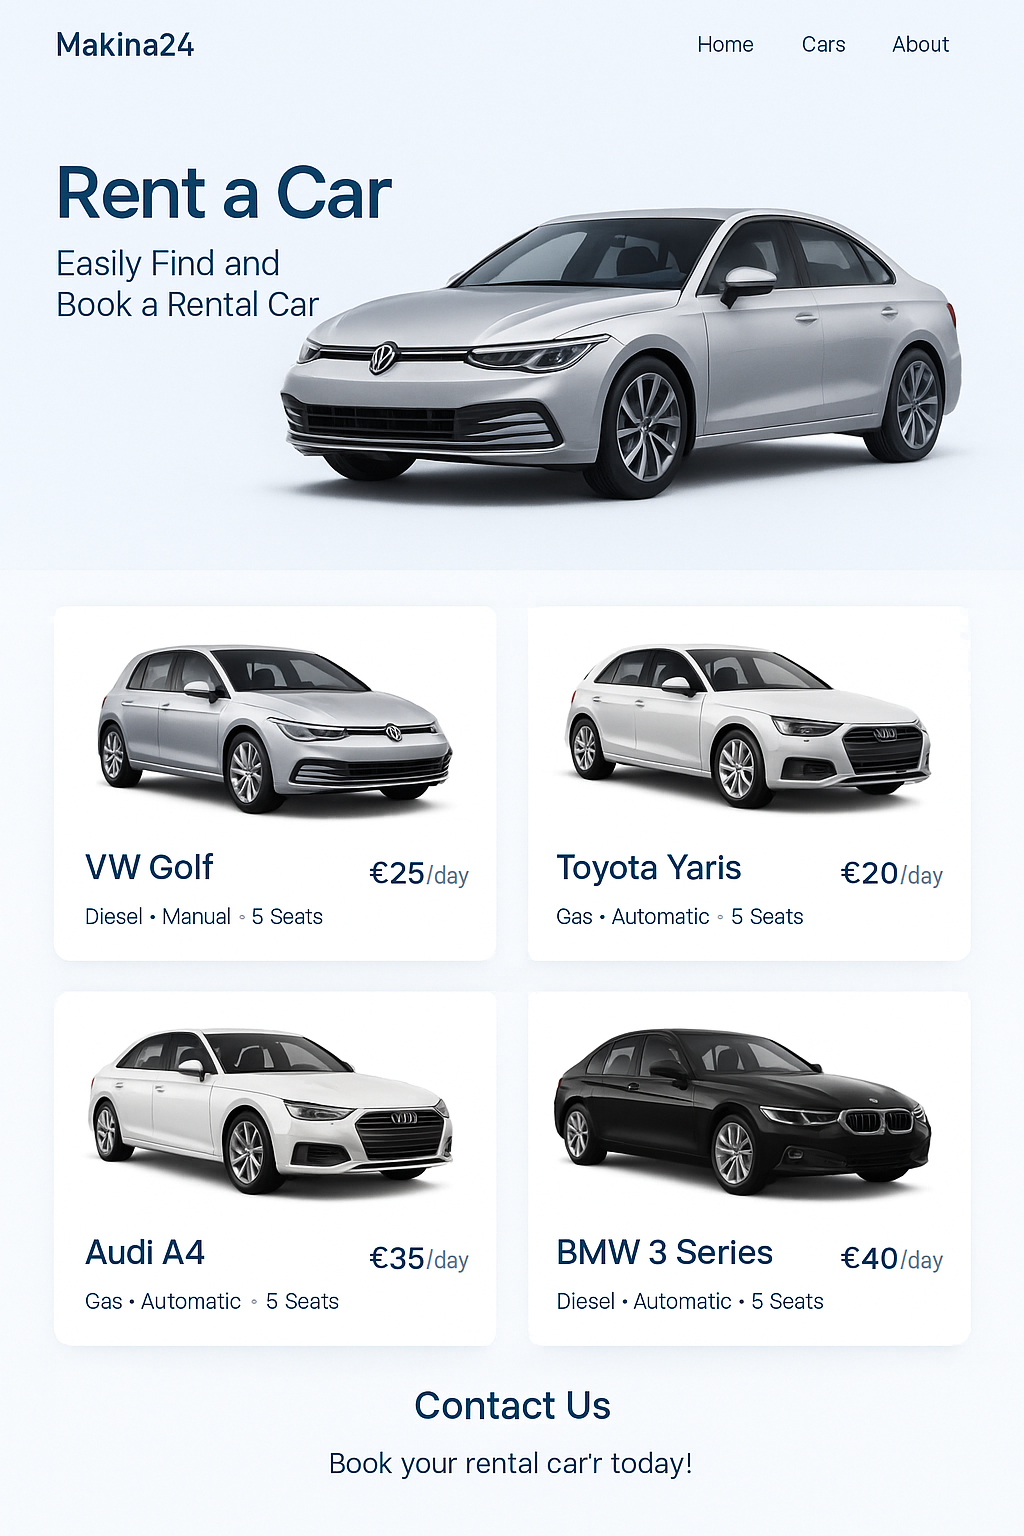 Makina24
Home Cars About
Rent a Car
Easily Find and
Book a Rental Car
VW Golf €25/day
Diesel • Manual ◦ 5 Seats
Toyota Yaris €20/day
Gas • Automatic ◦ 5 Seats
Audi A4 €35/day
Gas • Automatic ◦ 5 Seats
BMW 3 Series €40/day
Diesel • Automatic • 5 Seats
Contact Us
Book your rental car'r today!